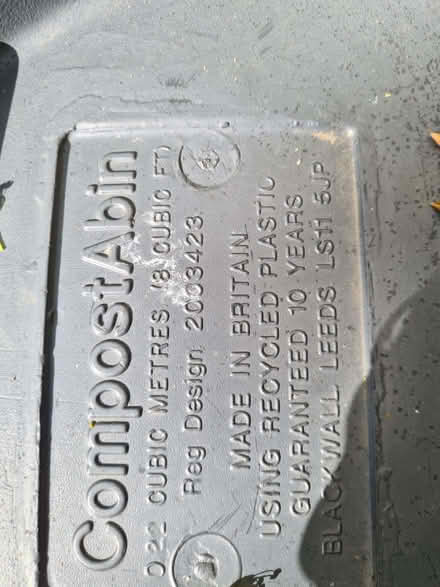 CompostAbin
0.22 CUBIC METRES (8 CUBIC FT)
Reg Design 2003423
MADE IN BRITAIN
USING RECYCLED PLASTIC
GUARANTEED 10 YEARS
BLACKWALL LEEDS LS11 5JP